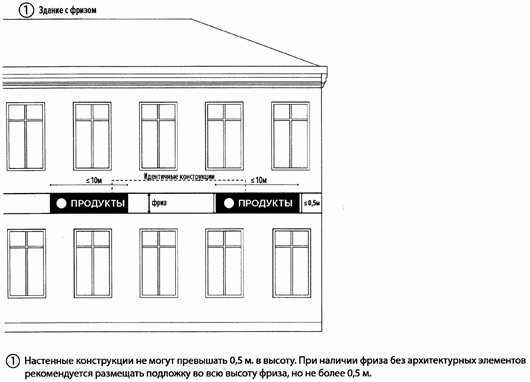 1 Здание с фризом
Идентичные конструкции
≤ 10м
≤ 10м
ПРОДУКТЫ
фриз
ПРОДУКТЫ
≤ 0,5м
1 Настенные конструкции не могут превышать 0,5 м. в высоту. При наличии фриза без архитектурных элементов
рекомендуется размещать подложку во всю высоту фриза, но не более 0,5 м.